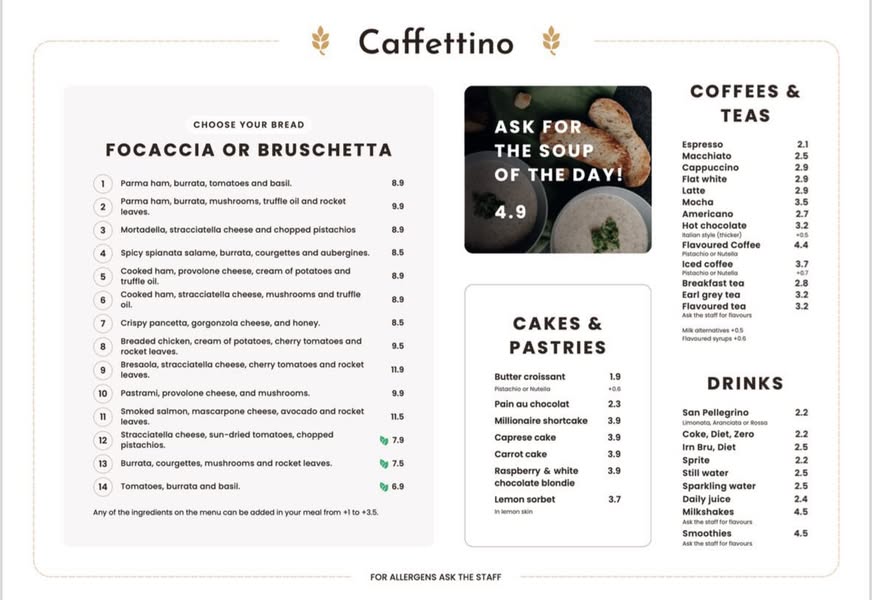 Caffettino
CHOOSE YOUR BREAD
FOCACCIA OR BRUSCHETTA
1 Parma ham, burrata, tomatoes and basil. 8.9
2 Parma ham, burrata, mushrooms, truffle oil and rocket
leaves. 9.9
3 Mortadella, stracciatella cheese and chopped pistachios 8.9
4 Spicy spianata salame, burrata, courgettes and aubergines. 8.5
5 Cooked ham, provolone cheese, cream of potatoes and
truffle oil. 8.9
6 Cooked ham, stracciatella cheese, mushrooms and truffle
oil. 8.9
7 Crispy pancetta, gorgonzola cheese, and honey. 8.5
8 Breaded chicken, cream of potatoes, cherry tomatoes and
rocket leaves. 9.5
9 Bresaola, stracciatella cheese, cherry tomatoes and rocket
leaves. 11.9
10 Pastrami, provolone cheese, and mushrooms. 9.9
11 Smoked salmon, mascarpone cheese, avocado and rocket
leaves. 11.5
12 Stracciatella cheese, sun-dried tomatoes, chopped
pistachios. 7.9
13 Burrata, courgettes, mushrooms and rocket leaves. 7.5
14 Tomatoes, burrata and basil. 6.9
Any of the ingredients on the menu can be added in your meal from +1 to +3.5.
ASK FOR
THE SOUP
OF THE DAY!
4.9
CAKES &
PASTRIES
Butter croissant 1.9
Pistachio or Nutella +0.6
Pain au chocolat 2.3
Millionaire shortcake 3.9
Caprese cake 3.9
Carrot cake 3.9
Raspberry & white 3.9
chocolate blondie
Lemon sorbet 3.7
In lemon skin
COFFEES &
TEAS
Espresso 2.1
Macchiato 2.5
Cappuccino 2.9
Flat white 2.9
Latte 2.9
Mocha 3.5
Americano 2.7
Hot chocolate 3.2
Italian style (thicker) +0.5
Flavoured Coffee 4.4
Pistachio or Nutella
Iced coffee 3.7
Pistachio or Nutella +0.7
Breakfast tea 2.8
Earl grey tea 3.2
Flavoured tea 3.2
Ask the staff for flavours
Milk alternatives +0.5
Flavoured syrups +0.6
DRINKS
San Pellegrino 2.2
Limonata, Aranciata or Rossa
Coke, Diet, Zero 2.2
Irn Bru, Diet 2.5
Sprite 2.2
Still water 2.5
Sparkling water 2.5
Daily juice 2.4
Milkshakes 4.5
Ask the staff for flavours
Smoothies 4.5
Ask the staff for flavours
FOR ALLERGENS ASK THE STAFF